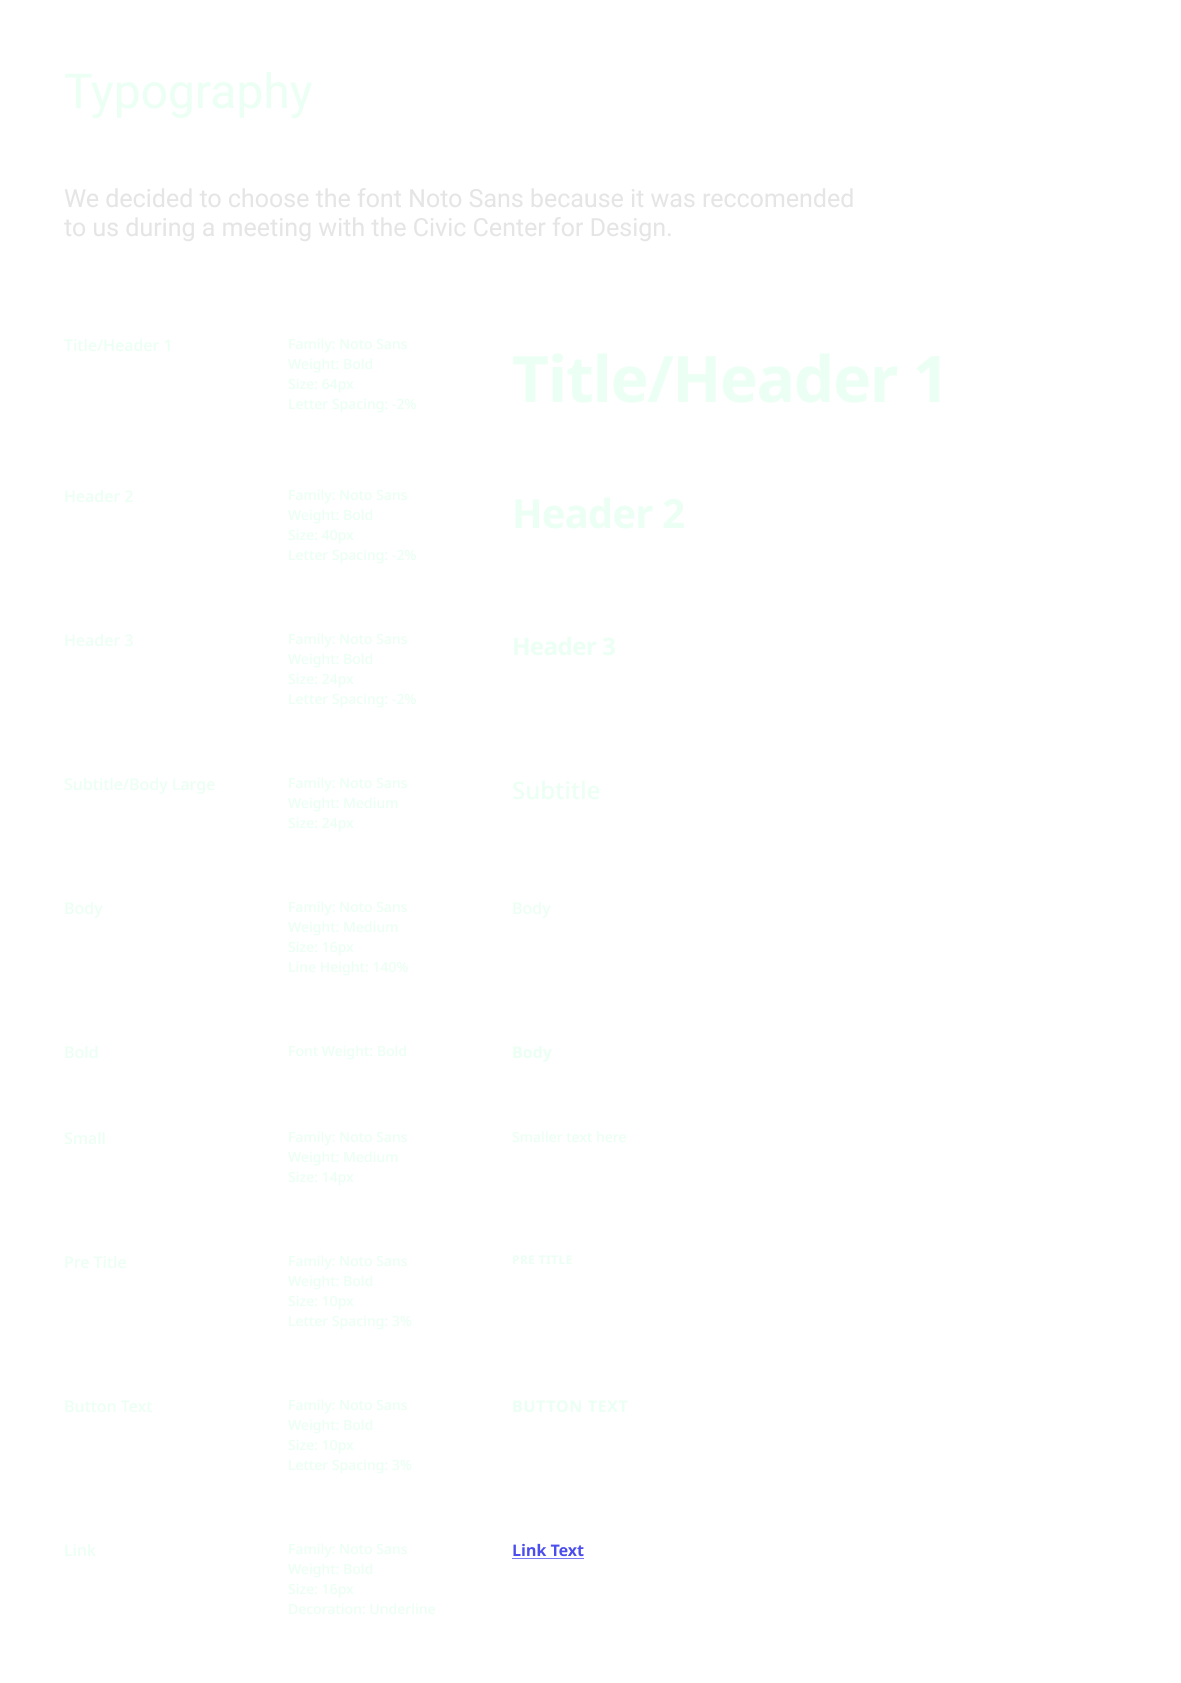 Typography
We decided to choose the font Noto Sans because it was reccomended
to us during a meeting with the Civic Center for Design.
Title/Header 1
Family: Noto Sans
Weight: Bold
Size: 64px
Letter Spacing: -2%
Title/Header 1
Header 2
Family: Noto Sans
Weight: Bold
Size: 40px
Letter Spacing: -2%
Header 2
Header 3
Family: Noto Sans
Weight: Bold
Size: 24px
Letter Spacing: -2%
Header 3
Subtitle/Body Large
Family: Noto Sans
Weight: Medium
Size: 24px
Subtitle
Body
Family: Noto Sans
Weight: Medium
Size: 16px
Line Height: 140%
Body
Bold
Font Weight: Bold
Body
Small
Family: Noto Sans
Weight: Medium
Size: 14px
Smaller text here
Pre Title
Family: Noto Sans
Weight: Bold
Size: 10px
Letter Spacing: 3%
PRE TITLE
Button Text
Family: Noto Sans
Weight: Bold
Size: 10px
Letter Spacing: 3%
BUTTON TEXT
Link
Family: Noto Sans
Weight: Bold
Size: 16px
Decoration: Underline
Link Text